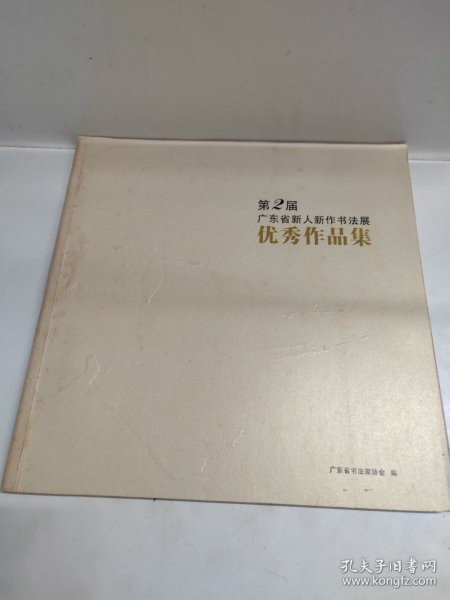 第2届
广东省新人新作书法展
优秀作品集
广东省书法家协会 编
孔夫子旧书网
www.kongfz.com